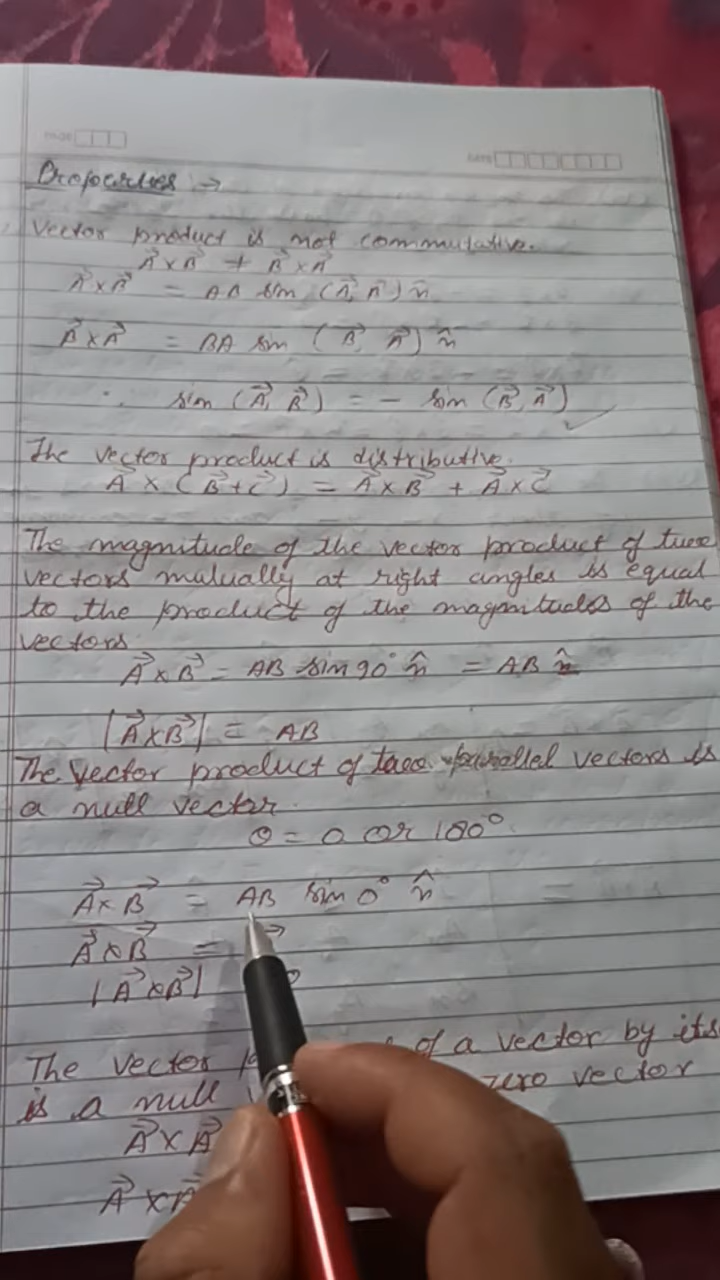 PAGE
DATE
Properties :→
Vector product is not commutative.
A⃗ × B⃗ ≠ B⃗ × A⃗
A⃗ × B⃗ = AB sin (A⃗, B⃗) n̂
B⃗ × A⃗ = BA sin (B⃗, A⃗) n̂
∴ sin (A⃗, B⃗) = - sin (B⃗, A⃗)
The vector product is distributive.
A⃗ × (B⃗ + C⃗) = A⃗ × B⃗ + A⃗ × C⃗
The magnitude of the vector product of two
vectors mutually at right angles is equal
to the product of the magnitudes of the
vectors
A⃗ × B⃗ = AB sin 90° n̂ = AB n̂
|A⃗ × B⃗| = AB
The vector product of two parallel vectors is
a null vector.
θ = 0 or 180°
A⃗ × B⃗ = AB sin 0° n̂
A⃗ × B⃗ =
|A⃗ × B⃗|
The vector of a vector by its
is a null zero vector
A⃗ × A⃗
A⃗ × A⃗